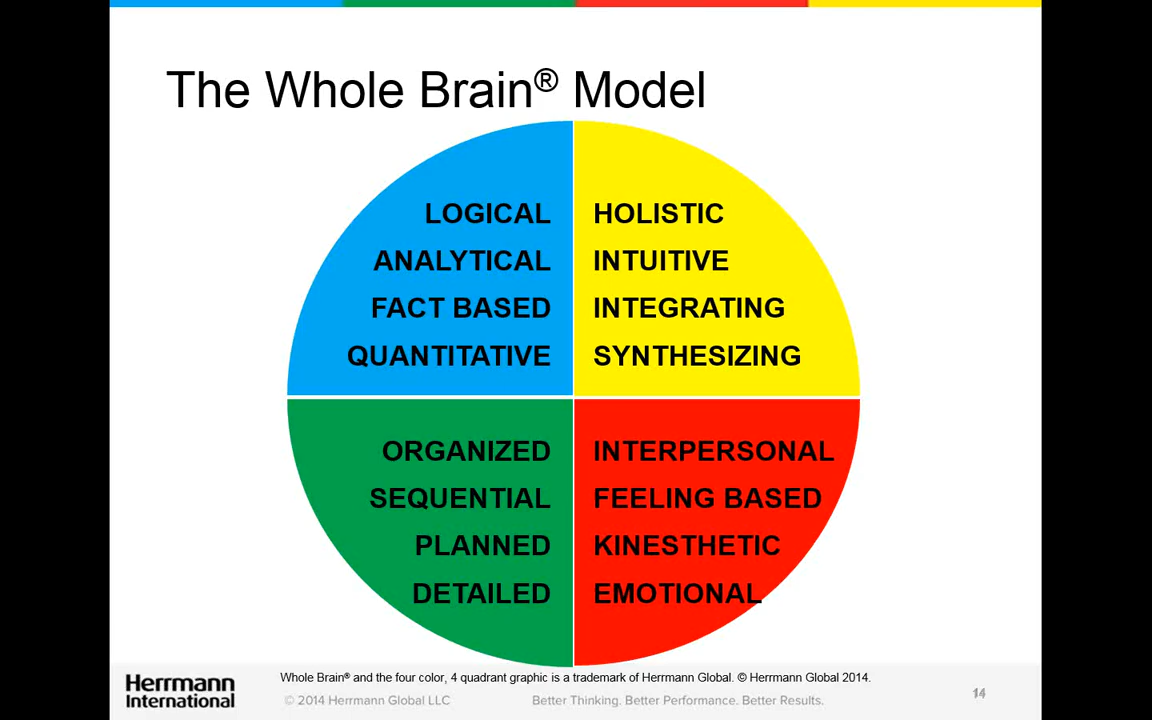 The Whole Brain® Model
LOGICAL
ANALYTICAL
FACT BASED
QUANTITATIVE
HOLISTIC
INTUITIVE
INTEGRATING
SYNTHESIZING
ORGANIZED
SEQUENTIAL
PLANNED
DETAILED
INTERPERSONAL
FEELING BASED
KINESTHETIC
EMOTIONAL
Herrmann
International
Whole Brain® and the four color, 4 quadrant graphic is a trademark of Herrmann Global. © Herrmann Global 2014.
© 2014 Herrmann Global LLC
Better Thinking. Better Performance. Better Results.
14